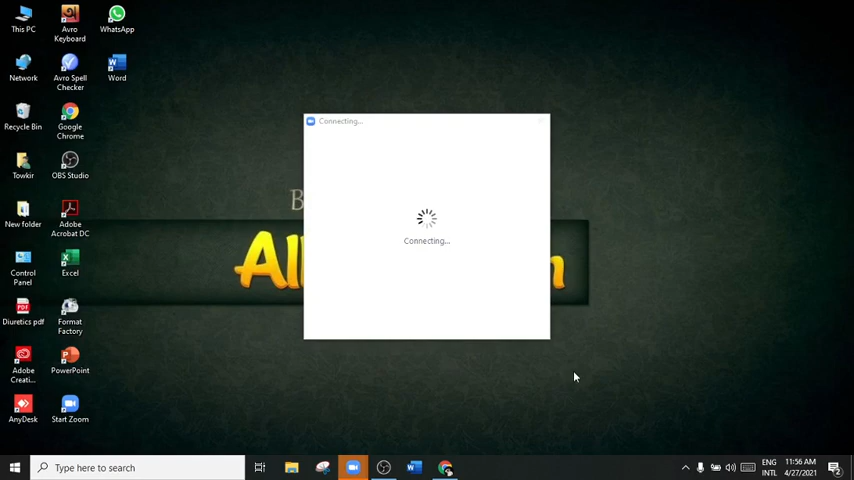 This PC
Avro
Keyboard
WhatsApp
Network
Avro Spell
Checker
Word
Recycle Bin
Google
Chrome
Towkir
OBS Studio
New folder
Adobe
Acrobat DC
Control
Panel
Excel
Diuretics pdf
Format
Factory
Adobe
Creati...
PowerPoint
AnyDesk
Start Zoom
Connecting...
Connecting...
B
All
n
Type here to search
ENG
INTL
11:56 AM
4/27/2021
2